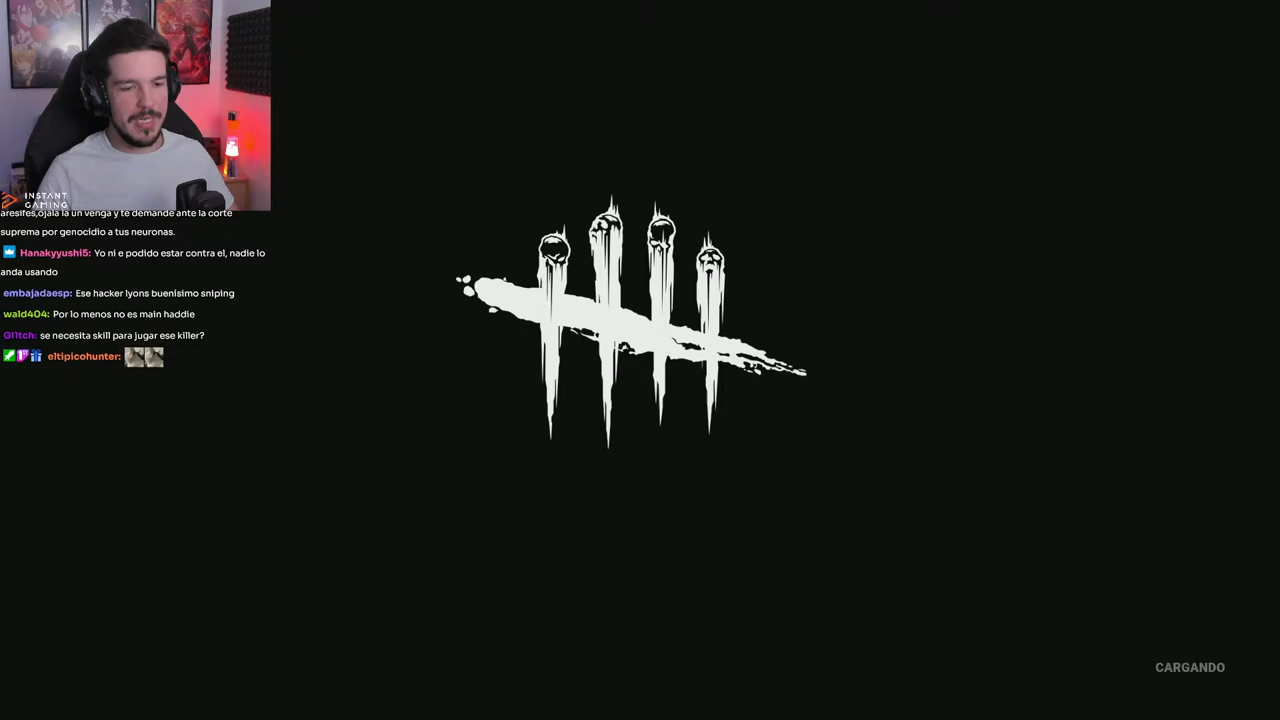 INSTANT
GAMING
aresifes,ojala la un venga y te demande ante la corte
suprema por genocidio a tus neuronas.
Hanakyyushi5: Yo ni e podido estar contra el, nadie lo
anda usando
embajadaesp: Ese hacker lyons buenísimo sniping
wald404: Por lo menos no es main haddie
Gl1tch: se necesita skill para jugar ese killer?
eltipicohunter:
CARGANDO